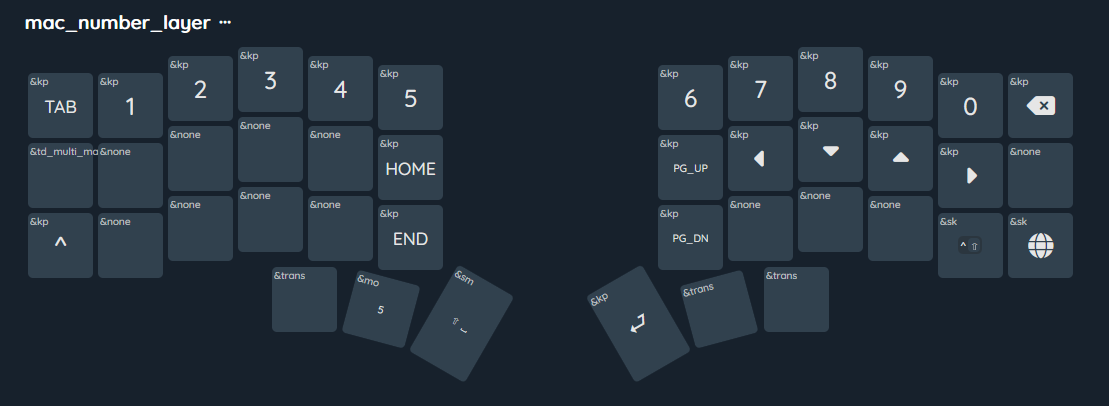 mac_number_layer ···
&kp TAB
&kp 1
&kp 2
&kp 3
&kp 4
&kp 5
&kp 6
&kp 7
&kp 8
&kp 9
&kp 0
&kp
&td_multi_ma
&none
&none
&none
&none
&kp HOME
&kp PG_UP
&kp
&kp
&kp
&kp
&none
&kp ^
&none
&none
&none
&none
&kp END
&kp PG_DN
&none
&none
&none
&sk ^ ⇧
&sk
&trans
&mo 5
&sm ⇧ ⎵
&kp
&trans
&trans